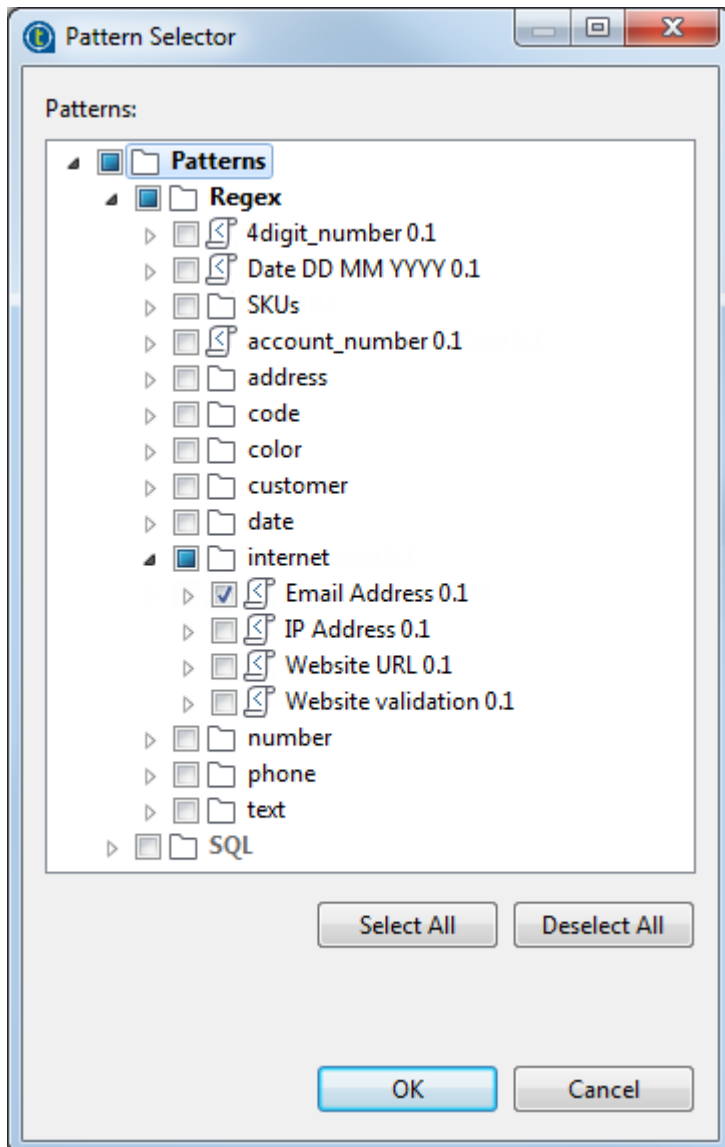 Pattern Selector
Patterns:
Patterns
Regex
4digit_number 0.1
Date DD MM YYYY 0.1
SKUs
account_number 0.1
address
code
color
customer
date
internet
Email Address 0.1
IP Address 0.1
Website URL 0.1
Website validation 0.1
number
phone
text
SQL
Select All Deselect All
OK Cancel